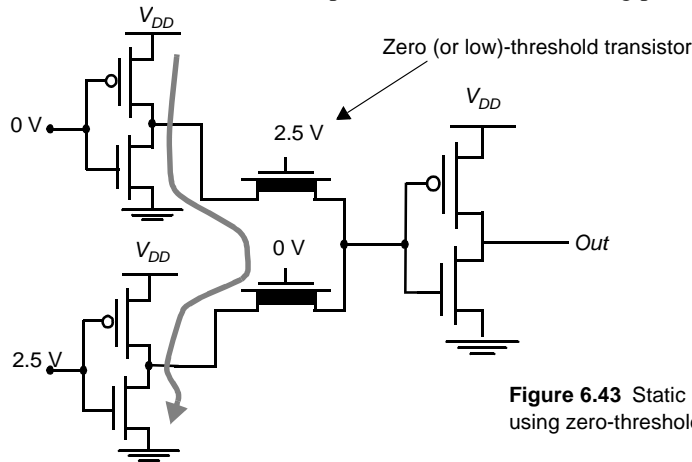 V_DD
Zero (or low)-threshold transistor
V_DD
0 V
2.5 V
V_DD
0 V
Out
2.5 V
Figure 6.43 Static
using zero-threshol